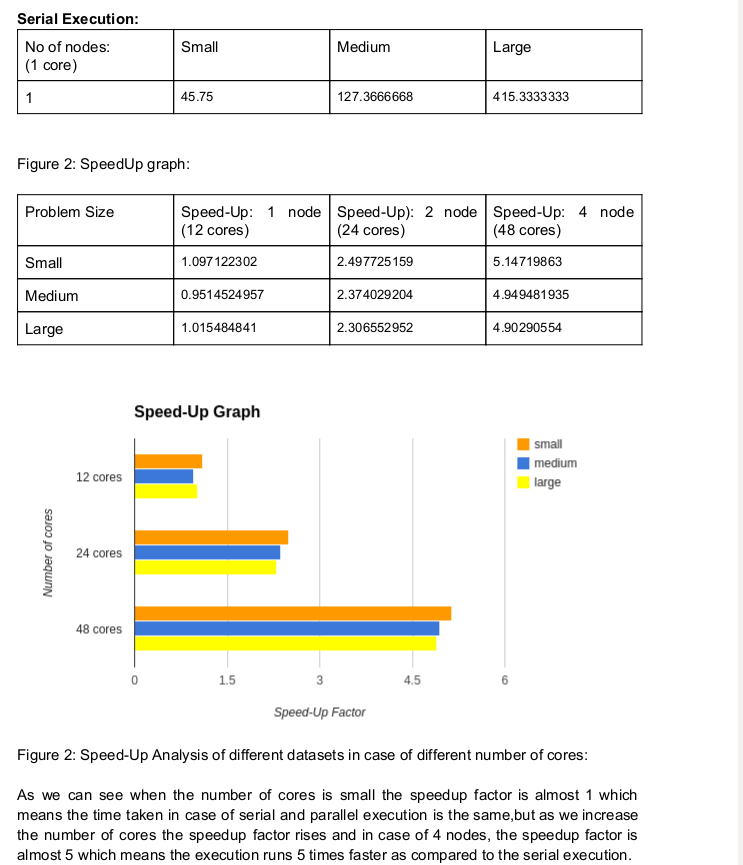 Serial Execution:
No of nodes: Small Medium Large
(1 core)
1 45.75 127.3666668 415.3333333
Figure 2: SpeedUp graph:
Problem Size Speed-Up: 1 node Speed-Up): 2 node Speed-Up: 4 node
(12 cores) (24 cores) (48 cores)
Small 1.097122302 2.497725159 5.14719863
Medium 0.9514524957 2.374029204 4.949481935
Large 1.015484841 2.306552952 4.90290554
Speed-Up Graph
small
medium
large
Number of cores
12 cores
24 cores
48 cores
0 1.5 3 4.5 6
Speed-Up Factor
Figure 2: Speed-Up Analysis of different datasets in case of different number of cores:
As we can see when the number of cores is small the speedup factor is almost 1 which
means the time taken in case of serial and parallel execution is the same,but as we increase
the number of cores the speedup factor rises and in case of 4 nodes, the speedup factor is
almost 5 which means the execution runs 5 times faster as compared to the serial execution.